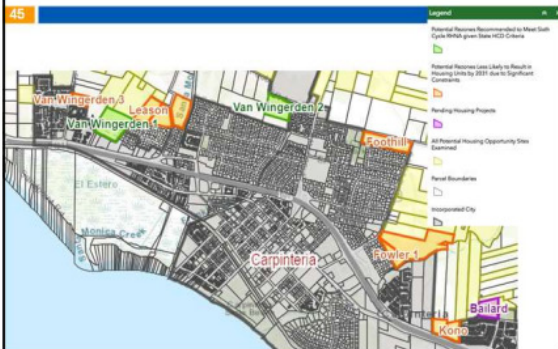 45
Legend
Potential Rezones Recommended to Meet Sixth
Cycle RHNA given State HCD Criteria
Potential Rezones Less Likely to Result in
Housing Units by 2031 due to Significant
Constraints
Pending Housing Projects
All Potential Housing Opportunity Sites
Examined
Parcel Boundaries
Incorporated City
Van Wingerden 3
Leason
Van Wingerden 2
Van Wingerden 1
Foothill
El Estero
Monica Creek
Carpinteria
Fowler 1
Bailard
Kono